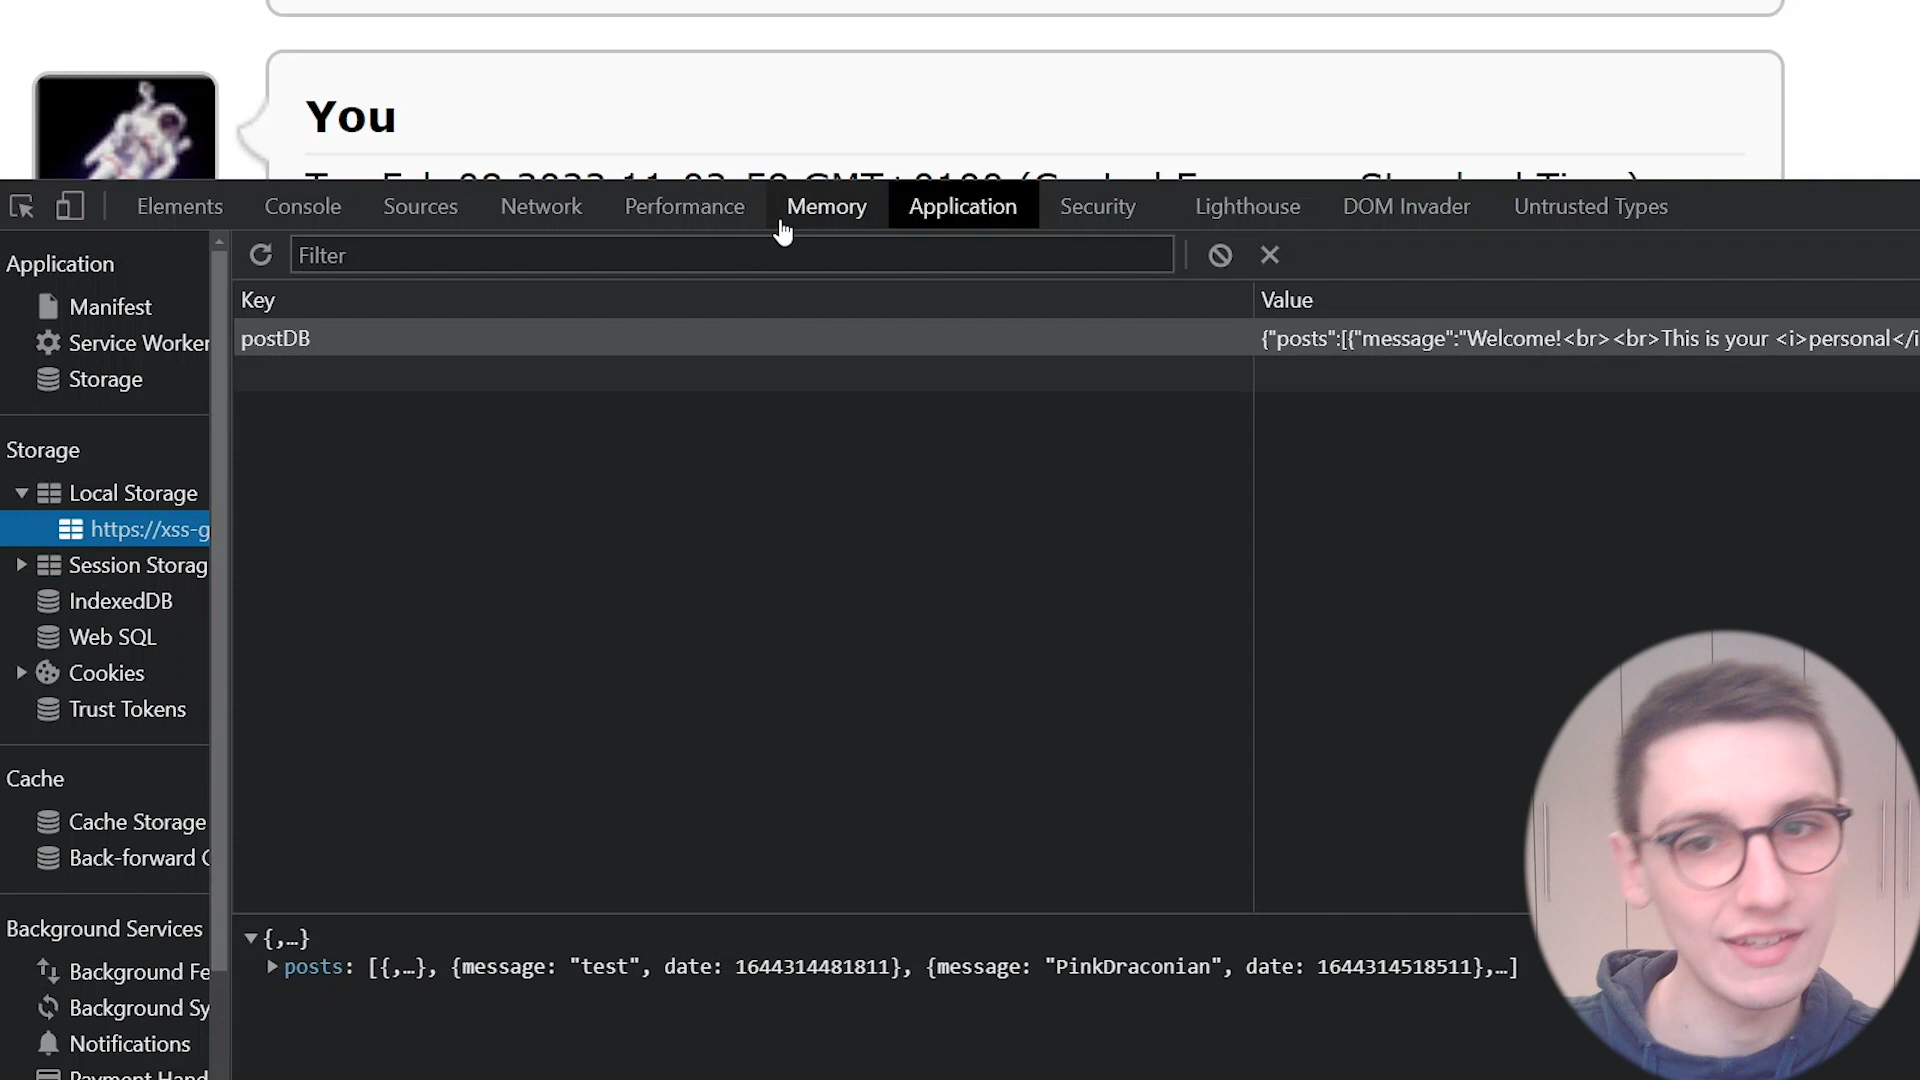 You
Elements Console Sources Network Performance Memory Application Security Lighthouse DOM Invader Untrusted Types
Application
Filter
Key Value
Manifest
postDB {"posts":[{"message":"Welcome!<br><br>This is your <i>personal</i
Service Worker
Storage
Storage
Local Storage
https://xss-g
Session Storag
IndexedDB
Web SQL
Cookies
Trust Tokens
Cache
Cache Storage
Back-forward
Background Services
{,…}
posts: [{,…}, {message: "test", date: 1644314481811}, {message: "PinkDraconian", date: 1644314518511},…]
Background Fe
Background Sy
Notifications
Payment Hand